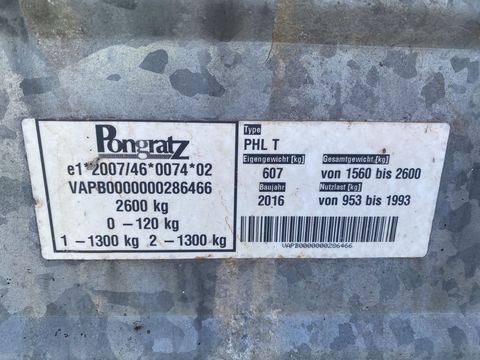 Pongratz
e1*2007/46*0074*02
VAPB0000000286466
2600 kg
0 –120 kg
1 –1300 kg 2 –1300 kg
Type
PHL T
Eigengewicht [kg] Gesamtgewicht [kg]
607 von 1560 bis 2600
Baujahr Nutzlast [kg]
2016 von 953 bis 1993
VAPB0000000286466